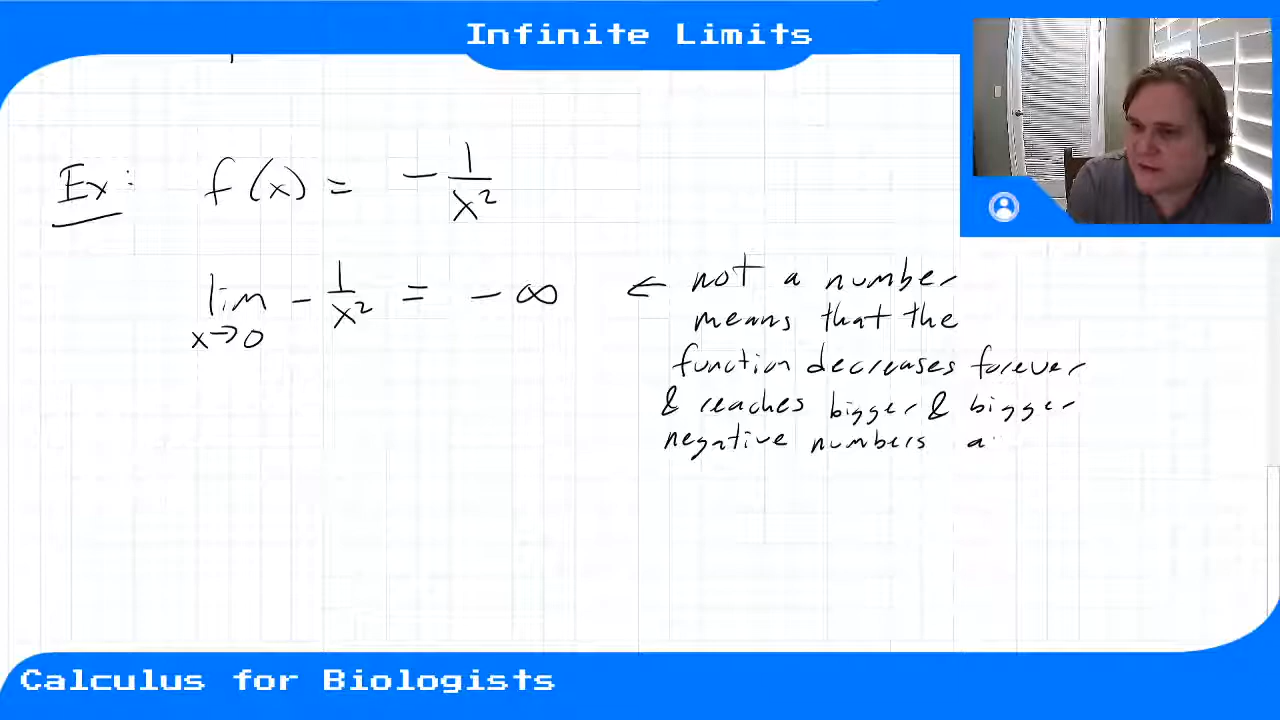 Infinite Limits
Ex: f(x) = - 1/x²
lim x→0 - 1/x² = - ∞
← not a number
means that the
function decreases forever
& reaches bigger & bigger
negative numbers a
Calculus for Biologists